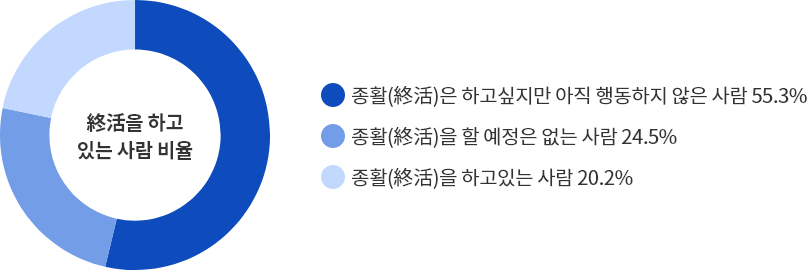 終活을 하고
있는 사람 비율
종활(終活)은 하고싶지만 아직 행동하지 않은 사람 55.3%
종활(終活)을 할 예정은 없는 사람 24.5%
종활(終活)을 하고있는 사람 20.2%